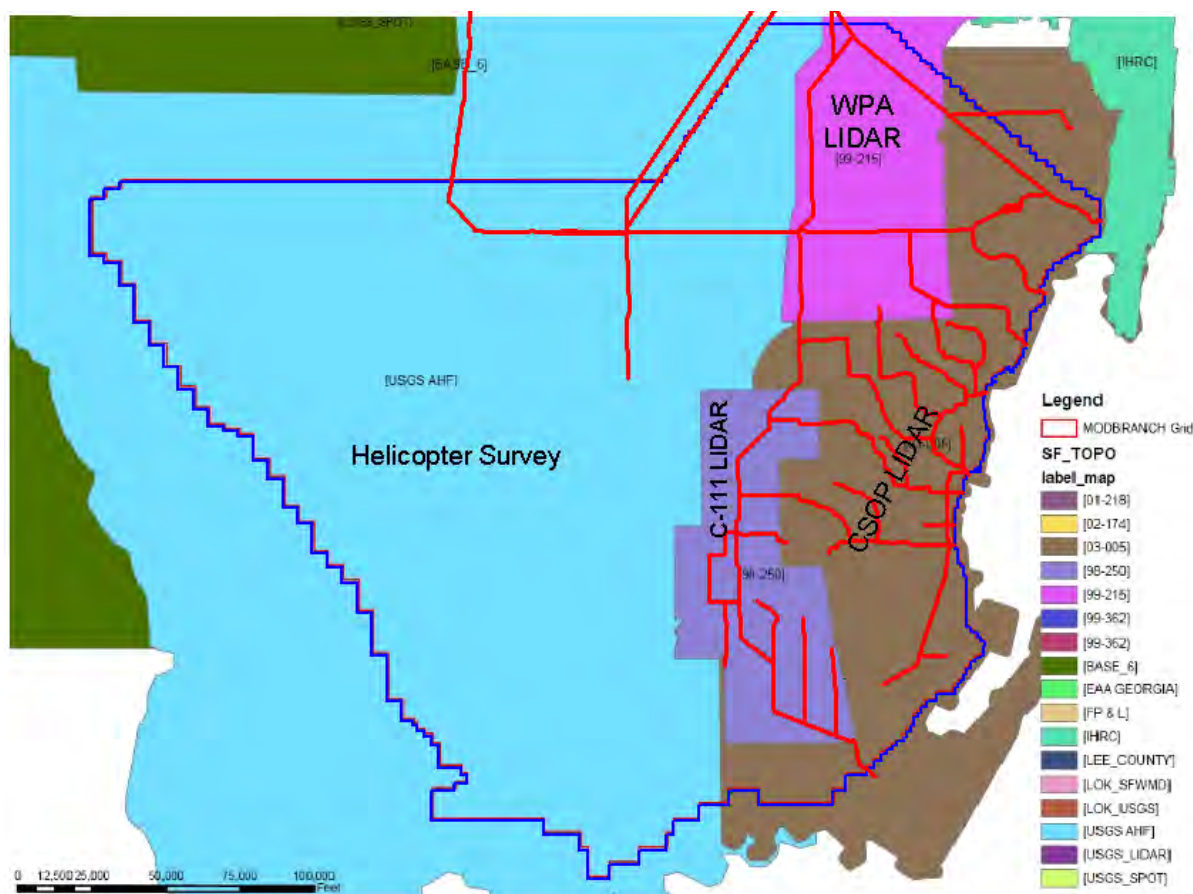 [USGS_SPOT]
[BASE_6]
[IHRC]
WPA
LIDAR
[99-215]
[USGS AHF]
Helicopter Survey
C-111 LIDAR
CSOP LIDAR
[98-250]
Legend
MODBRANCH Grid
SF_TOPO
label_map
[01-218]
[02-174]
[03-005]
[98-250]
[99-215]
[99-362]
[99-362)
[BASE_6]
[EAA GEORGIA]
[FP & L]
[IHRC]
[LEE_COUNTY]
[LOK_SFWMD]
[LOK_USGS]
[USGS AHF]
[USGS_LIDAR]
[USGS_SPOT]
0 12,500 25,000 50,000 75,000 100,000
Feet